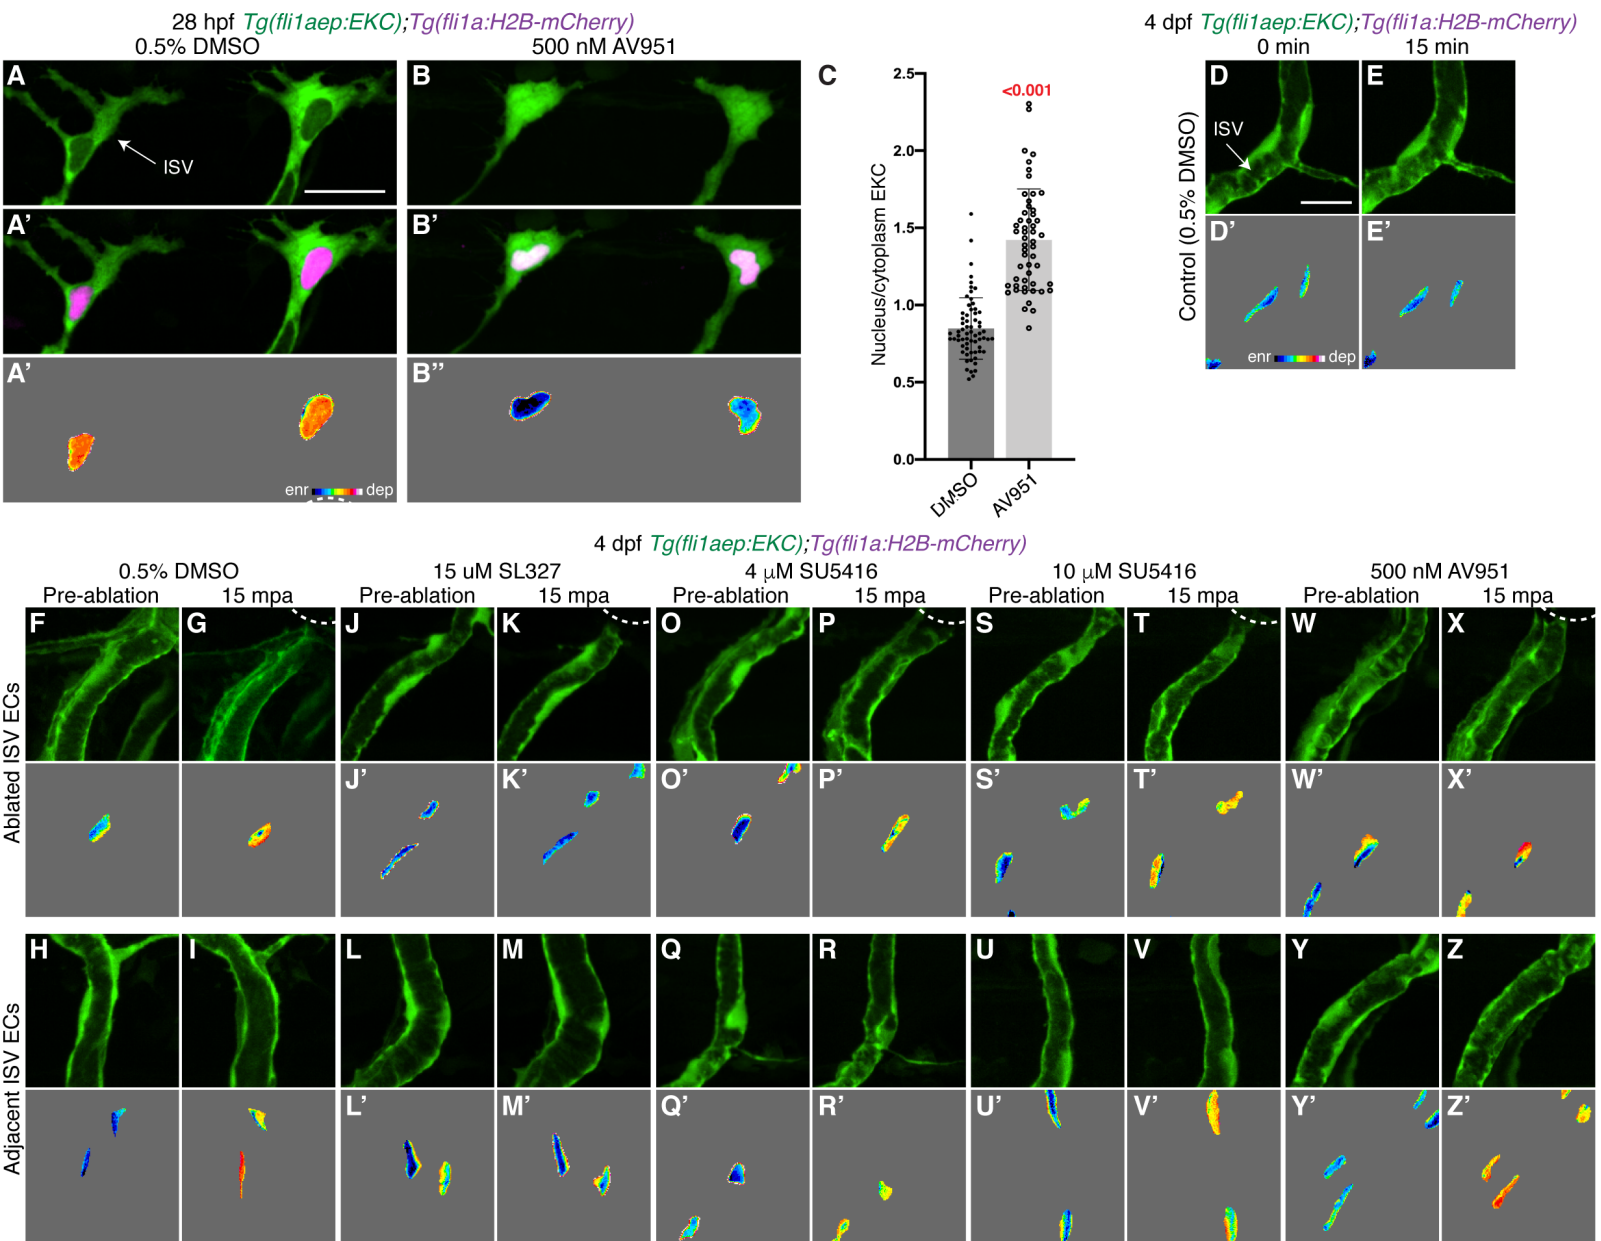 28 hpf Tg(fli1aep:EKC);Tg(fli1a:H2B-mCherry)
0.5% DMSO 500 nM AV951
A ISV
B
A’
B’
A’ enr dep
B”
C
Nucleus/cytoplasm EKC
2.5
2.0
1.5
1.0
0.5
0.0
<0.001
DMSO AV951
4 dpf Tg(fli1aep:EKC);Tg(fli1a:H2B-mCherry)
0 min 15 min
Control (0.5% DMSO)
D ISV
E
D’ enr dep
E’
4 dpf Tg(fli1aep:EKC);Tg(fli1a:H2B-mCherry)
0.5% DMSO 15 uM SL327 4 μM SU5416 10 μM SU5416 500 nM AV951
Pre-ablation 15 mpa Pre-ablation 15 mpa Pre-ablation 15 mpa Pre-ablation 15 mpa Pre-ablation 15 mpa
Ablated ISV ECs
F G J K O P S T W X
J’ K’ O’ P’ S’ T’ W’ X’
Adjacent ISV ECs
H I L M Q R U V Y Z
L’ M’ Q’ R’ U’ V’ Y’ Z’